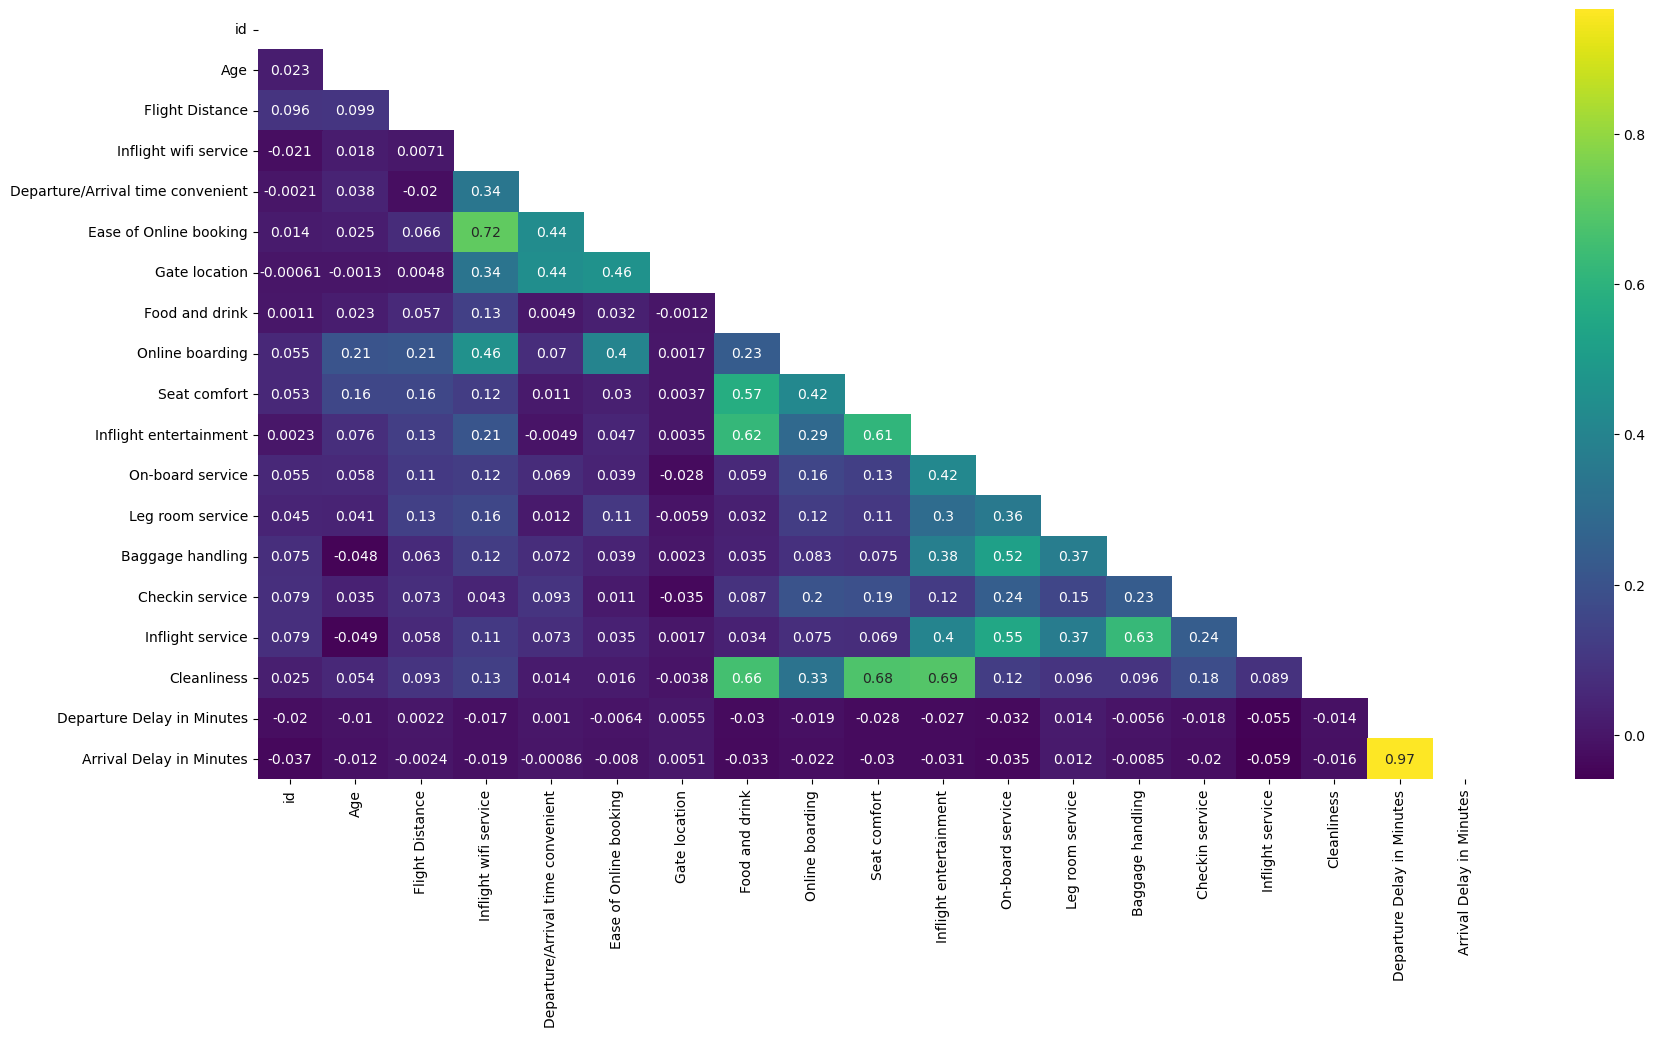 id
Age 0.023
Flight Distance 0.096 0.099
Inflight wifi service -0.021 0.018 0.0071
Departure/Arrival time convenient -0.0021 0.038 -0.02 0.34
Ease of Online booking 0.014 0.025 0.066 0.72 0.44
Gate location -0.00061 -0.0013 0.0048 0.34 0.44 0.46
Food and drink 0.0011 0.023 0.057 0.13 0.0049 0.032 -0.0012
Online boarding 0.055 0.21 0.21 0.46 0.07 0.4 0.0017 0.23
Seat comfort 0.053 0.16 0.16 0.12 0.011 0.03 0.0037 0.57 0.42
Inflight entertainment 0.0023 0.076 0.13 0.21 -0.0049 0.047 0.0035 0.62 0.29 0.61
On-board service 0.055 0.058 0.11 0.12 0.069 0.039 -0.028 0.059 0.16 0.13 0.42
Leg room service 0.045 0.041 0.13 0.16 0.012 0.11 -0.0059 0.032 0.12 0.11 0.3 0.36
Baggage handling 0.075 -0.048 0.063 0.12 0.072 0.039 0.0023 0.035 0.083 0.075 0.38 0.52 0.37
Checkin service 0.079 0.035 0.073 0.043 0.093 0.011 -0.035 0.087 0.2 0.19 0.12 0.24 0.15 0.23
Inflight service 0.079 -0.049 0.058 0.11 0.073 0.035 0.0017 0.034 0.075 0.069 0.4 0.55 0.37 0.63 0.24
Cleanliness 0.025 0.054 0.093 0.13 0.014 0.016 -0.0038 0.66 0.33 0.68 0.69 0.12 0.096 0.096 0.18 0.089
Departure Delay in Minutes -0.02 -0.01 0.0022 -0.017 0.001 -0.0064 0.0055 -0.03 -0.019 -0.028 -0.027 -0.032 0.014 -0.0056 -0.018 -0.055 -0.014
Arrival Delay in Minutes -0.037 -0.012 -0.0024 -0.019 -0.00086 -0.008 0.0051 -0.033 -0.022 -0.03 -0.031 -0.035 0.012 -0.0085 -0.02 -0.059 -0.016 0.97
id
Age
Flight Distance
Inflight wifi service
Departure/Arrival time convenient
Ease of Online booking
Gate location
Food and drink
Online boarding
Seat comfort
Inflight entertainment
On-board service
Leg room service
Baggage handling
Checkin service
Inflight service
Cleanliness
Departure Delay in Minutes
Arrival Delay in Minutes
0.8
0.6
0.4
0.2
0.0